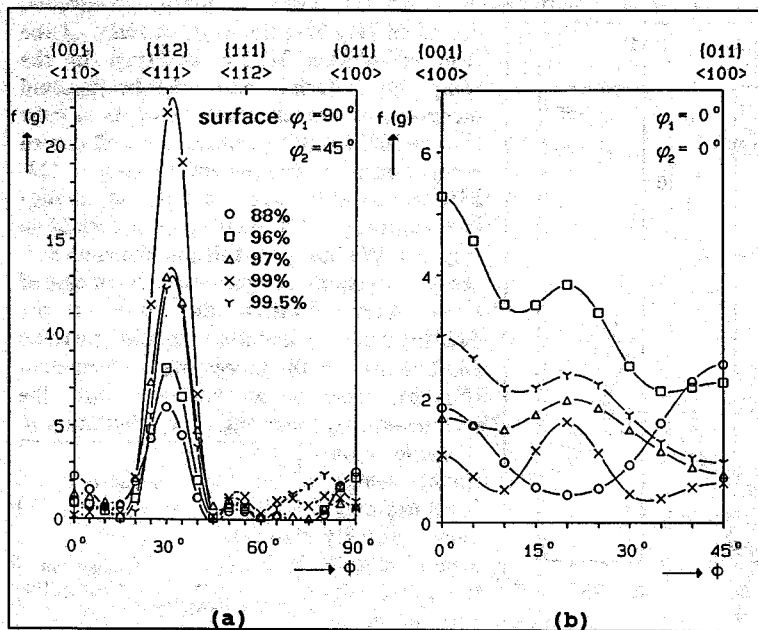 {001} {112} {111} {011}
<110> <111> <112> <100>
f (g)
surface φ₁=90°
φ₂=45°
20
88%
96%
97%
99%
99.5%
15
13
10
5
0
0° 30° 60° 90°
Φ
(a)
{001} {011}
<100> <100>
f (g)
φ₁= 0°
φ₂= 0°
6
4
2
0
0° 15° 30° 45°
Φ
(b)